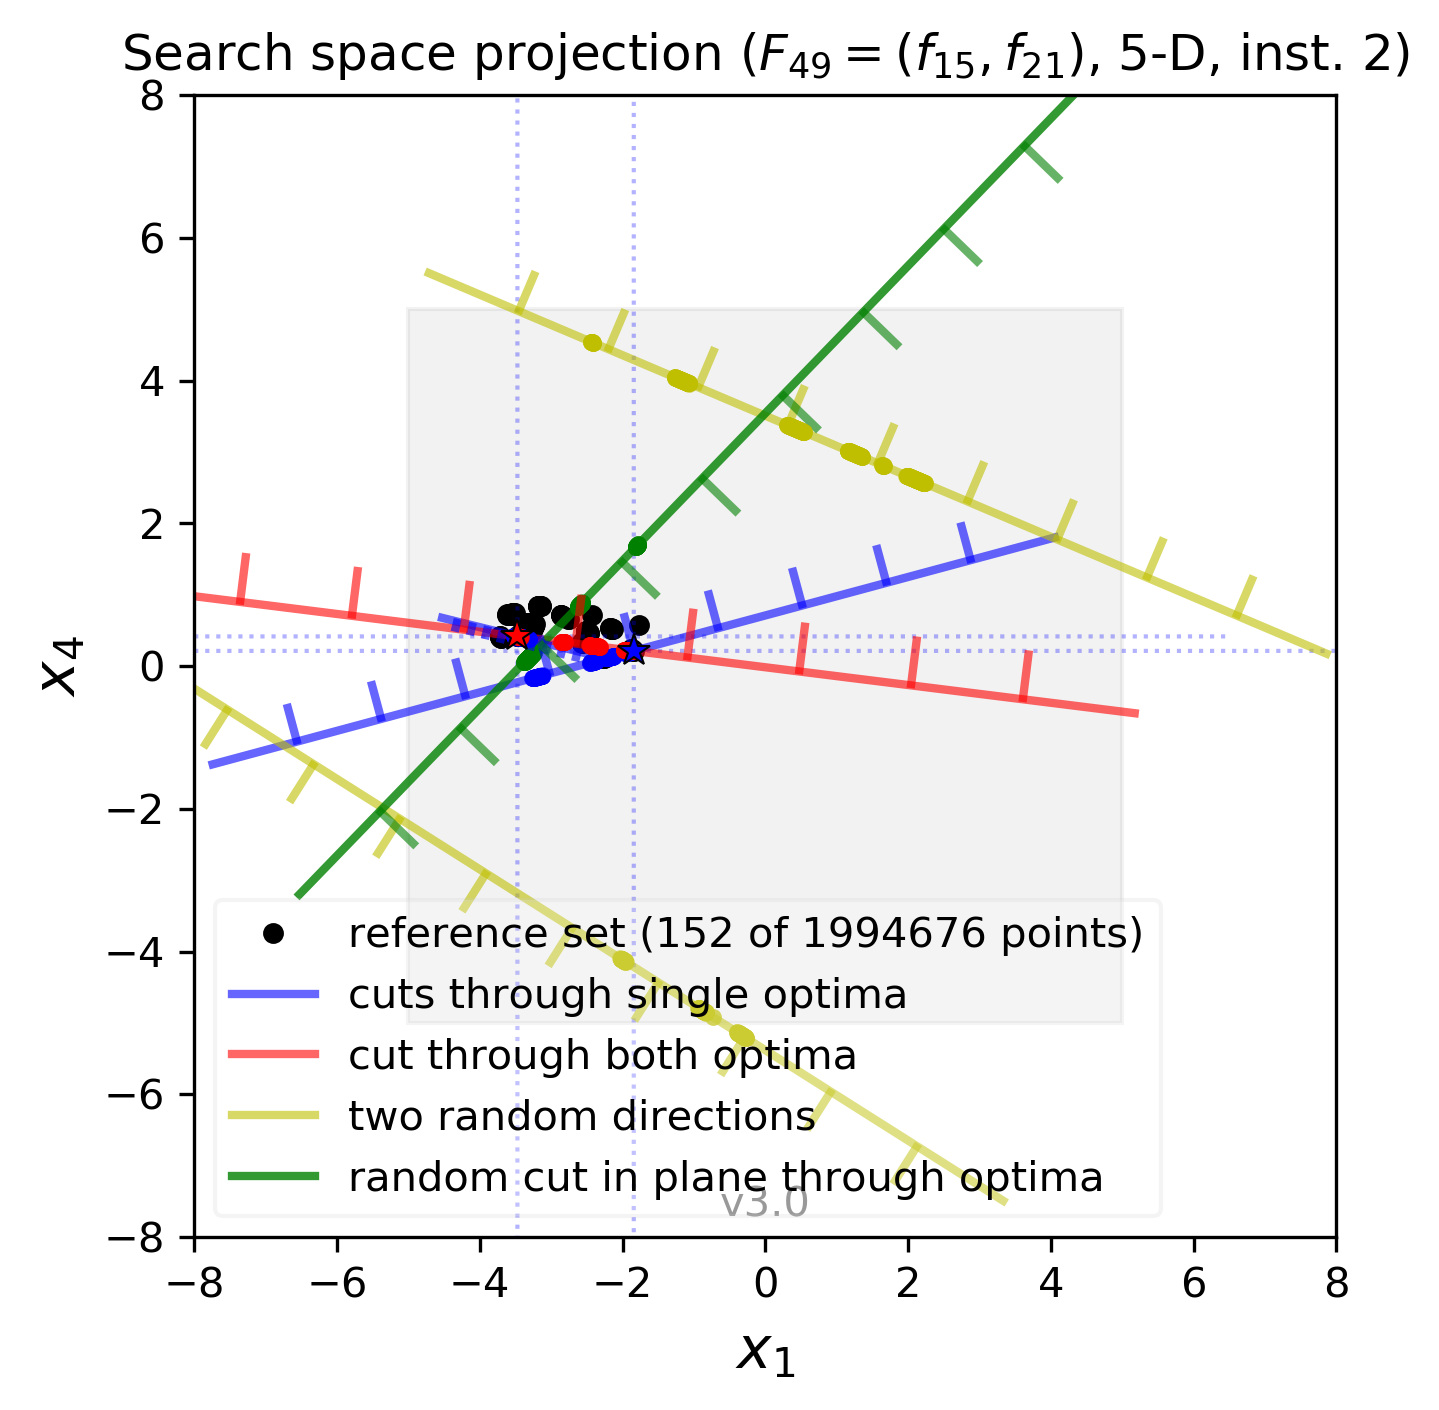 Search space projection (F₄₉ = (f₁₅, f₂₁), 5-D, inst. 2)
8
6
4
2
0
−2
−4
−6
−8
x₄
reference set (152 of 1994676 points)
cuts through single optima
cut through both optima
two random directions
random cut in plane through optima
v3.0
−8 −6 −4 −2 0 2 4 6 8
x₁